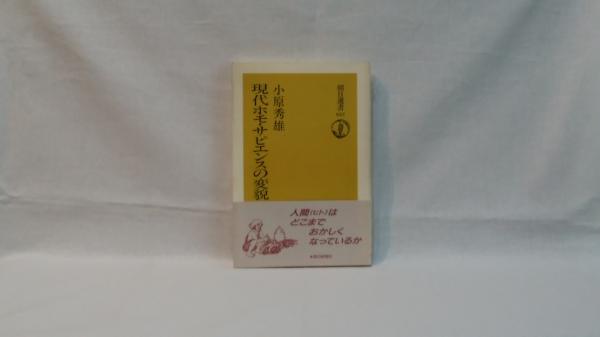 現代ホモ・サピエンスの変貌
小原秀雄
朝日選書
人間(ヒト)は
どこまで
おかしく
なっているか